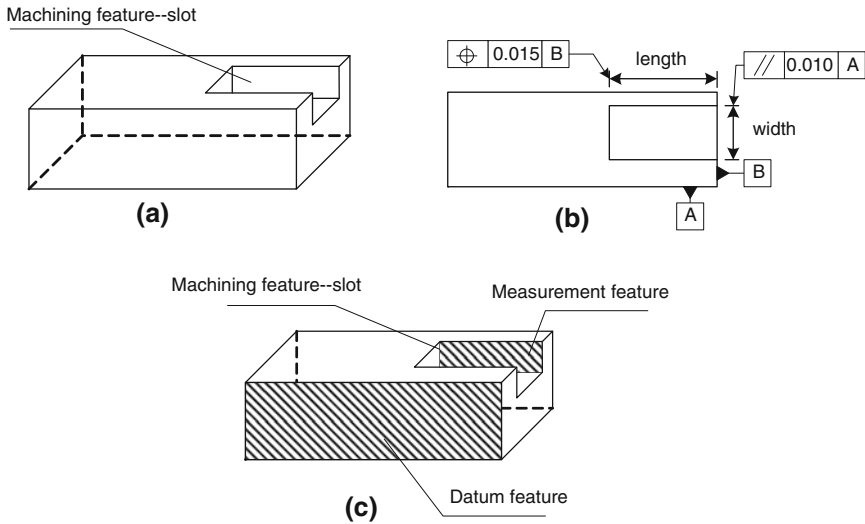 Machining feature--slot
(a)
⌖ 0.015 B
length
// 0.010 A
width
B
A
(b)
Machining feature--slot
Measurement feature
Datum feature
(c)